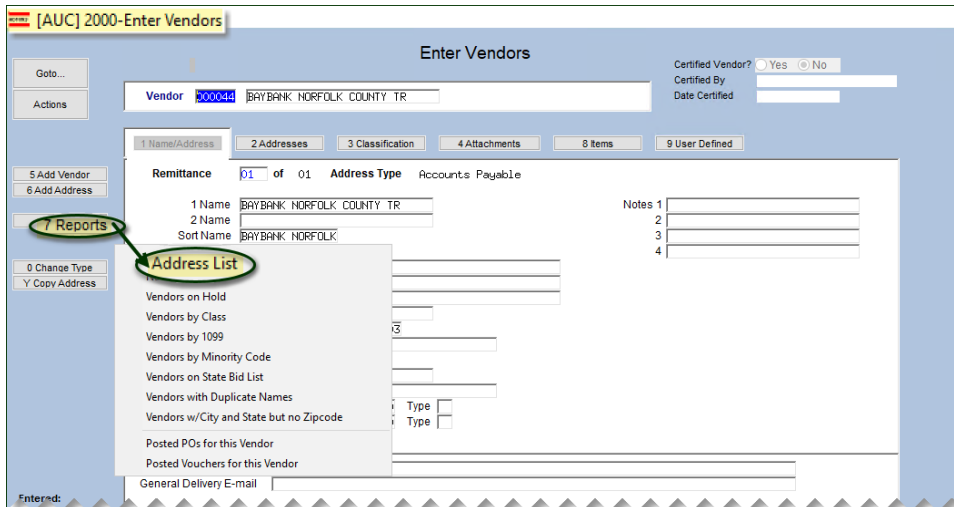 [AUC] 2000-Enter Vendors
Enter Vendors
Goto...
Actions
Certified Vendor? Yes No
Certified By
Date Certified
Vendor 000044 BAYBANK NORFOLK COUNTY TR
1 Name/Address 2 Addresses 3 Classification 4 Attachments 8 Items 9 User Defined
5 Add Vendor
6 Add Address
7 Reports
0 Change Type
Y Copy Address
Remittance 01 of 01 Address Type Accounts Payable
1 Name BAYBANK NORFOLK COUNTY TR
2 Name
Sort Name BAYBANK NORFOLK
Notes 1
2
3
4
Address List
Vendors on Hold
Vendors by Class
Vendors by 1099
Vendors by Minority Code
Vendors on State Bid List
Vendors with Duplicate Names
Vendors w/City and State but no Zipcode
Posted POs for this Vendor
Posted Vouchers for this Vendor
Type
Type
General Delivery E-mail
Entered: